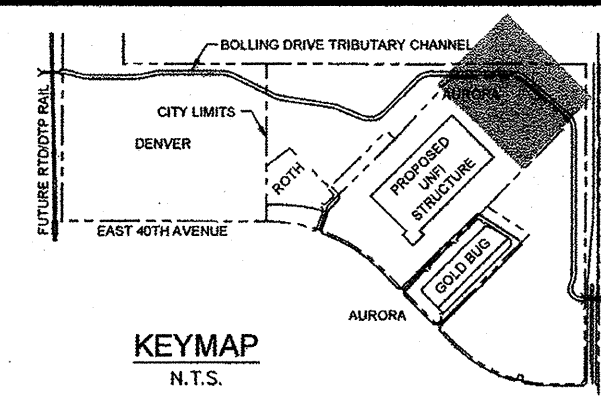 BOLLING DRIVE TRIBUTARY CHANNEL
FUTURE RTD/DTP RAIL Y
CITY LIMITS
DENVER
AURORA
ROTH
PROPOSED
UNFI
STRUCTURE
EAST 40TH AVENUE
GOLD BUG
AURORA
KEYMAP
N.T.S.